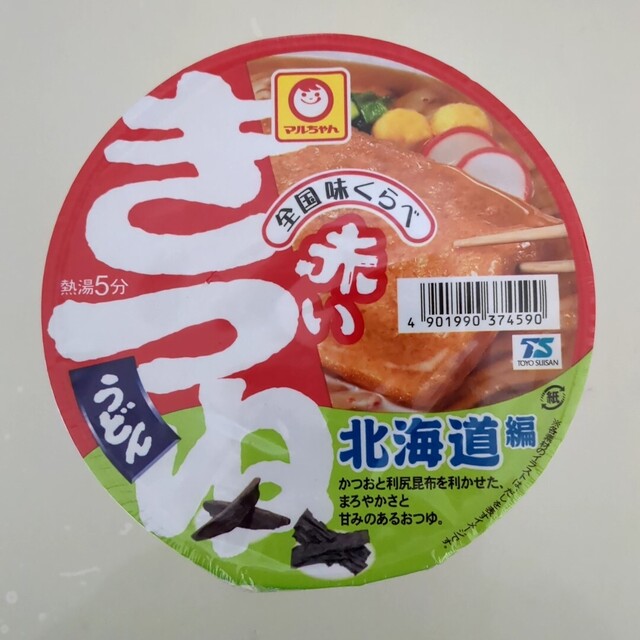 マルちゃん
全国味くらべ
赤い
きつね
うどん
熱湯5分
4 901990 374590
TS
TOYO SUISAN
紙
北海道編
かつおと利尻昆布を利かせた、
まろやかさと
甘みのあるおつゆ。